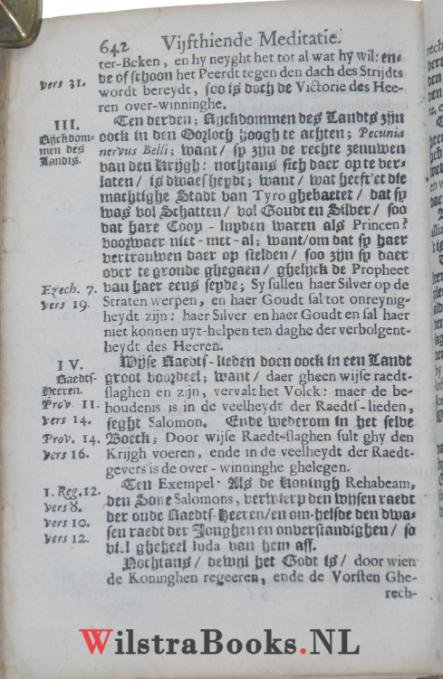 642 Vijfthiende Meditatie.
ter-Beken, en hy neyght het tot al wat hy wil: en-
vers 31.
de of schoon het Peerdt tegen den dach des Strijdts
wordt bereydt, soo is doch de Victorie des Hee-
ren over-winninghe.
III.
Rijckdom-
men des
Landts.
Ten derden; Rijckdommen des Landts zijn
oock in den Oorloch hoogh te achten; Pecunia
nervus Belli; want/ sy zijn de rechte zenuwen
van den Krijgh: nochtans sich daer op te ver-
laten/ is dwaesheydt; want/ wat heeft'et die
machtighe Stadt van Tyro ghebaetet/ dat sy
was vol Schatten/ vol Goudt en Silver/ soo
dat hare Coop-luyden waren als Princen?
voorwaer niet-met-al; want/ om dat sy haer
vertrouwen daer op stelden/ soo zijn sy daer
over te gronde ghegaen/ ghelijck de Propheet
Ezech. 7.
vers 19.
van haer eens seyde; Sy sullen haer Silver op de
Straten werpen, en haer Goudt sal tot onreynig-
heydt zijn: haer Silver en haer Goudt en sal haer
niet konnen uyt-helpen ten daghe der verbolgent-
heydt des Heeren.
IV.
Raedts-
Heeren.
Prov. 11.
vers 14.
Prov. 14.
vers 16.
Wijse Raedts-lieden doen oock in een Landt
groot voordeel; want/ daer gheen wijse raedt-
slaghen en zijn, vervalt het Volck: maer de be-
houdenis is in de veelheydt der Raedts-lieden,
seght Salomon. Ende wederom in het selve
Boeck; Door wijse Raedt-slaghen sult ghy den
Krijgh voeren, ende in de veelheydt der Raedt-
gevers is de over-winninghe ghelegen.
1. Reg. 12.
vers 8.
vers 10.
vers 12.
Ten Exempel: Als de Koningh Rehabeam,
den Sone Salomons, verwierp den wijsen raedt
der oude Raedts-Heeren/ en om-helsde den dwa-
sen raedt der Jonghen en onverstandighen/ so
viel gheheel Iuda van hem aff.
Nochtans/ dewijl het Godt is/ door wien
de Koninghen regeeren, ende de Vorsten Ghe-
rech-
WilstraBooks.NL